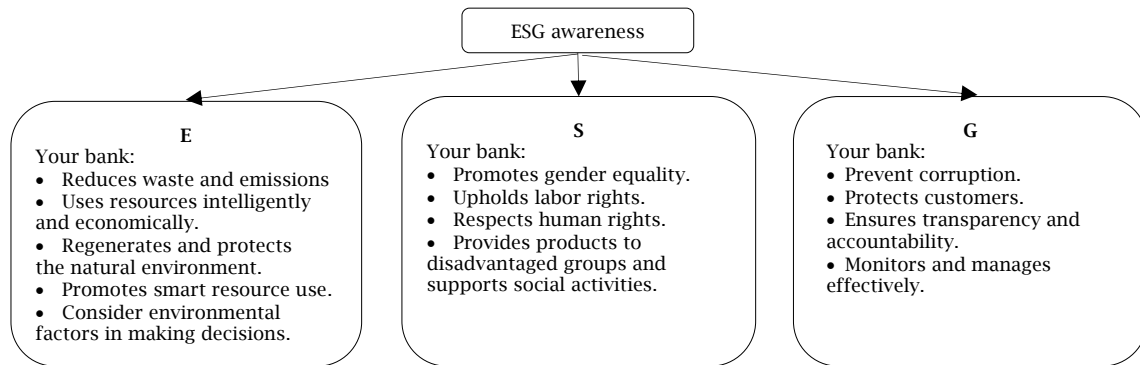 ESG awareness
E
Your bank:
• Reduces waste and emissions
• Uses resources intelligently
and economically.
• Regenerates and protects
the natural environment.
• Promotes smart resource use.
• Consider environmental
factors in making decisions.
S
Your bank:
• Promotes gender equality.
• Upholds labor rights.
• Respects human rights.
• Provides products to
disadvantaged groups and
supports social activities.
G
Your bank:
• Prevent corruption.
• Protects customers.
• Ensures transparency and
accountability.
• Monitors and manages
effectively.